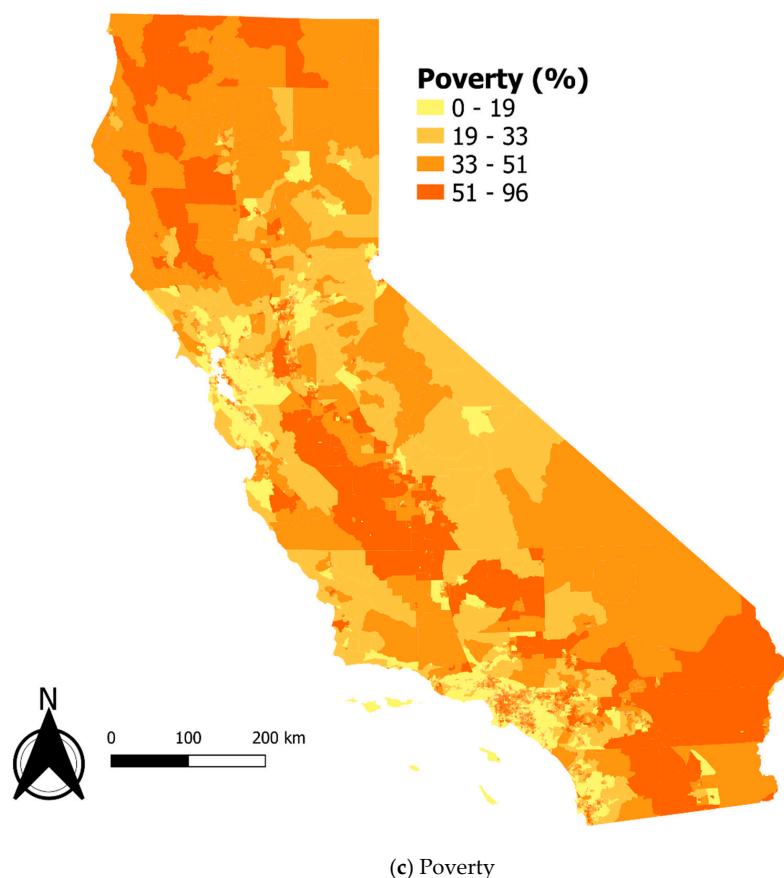 Poverty (%)
0 - 19
19 - 33
33 - 51
51 - 96
N
0 100 200 km
(c) Poverty